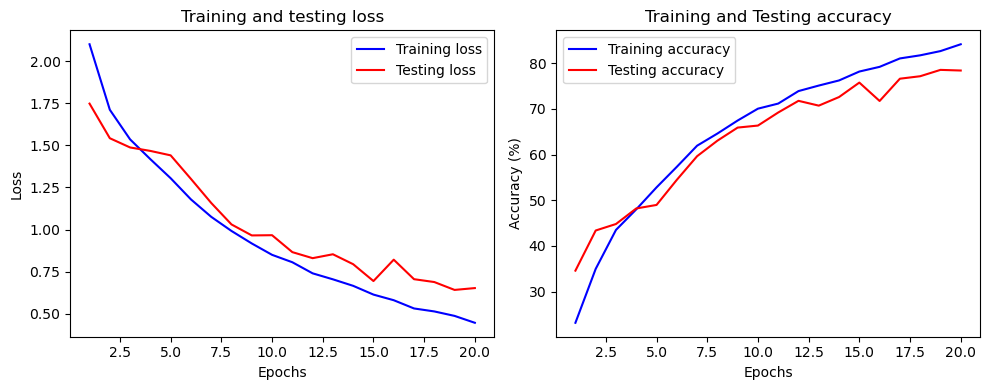 Training and testing loss
Training loss
Testing loss
Loss
2.00
1.75
1.50
1.25
1.00
0.75
0.50
2.5 5.0 7.5 10.0 12.5 15.0 17.5 20.0
Epochs
Training and Testing accuracy
Training accuracy
Testing accuracy
Accuracy (%)
80
70
60
50
40
30
2.5 5.0 7.5 10.0 12.5 15.0 17.5 20.0
Epochs